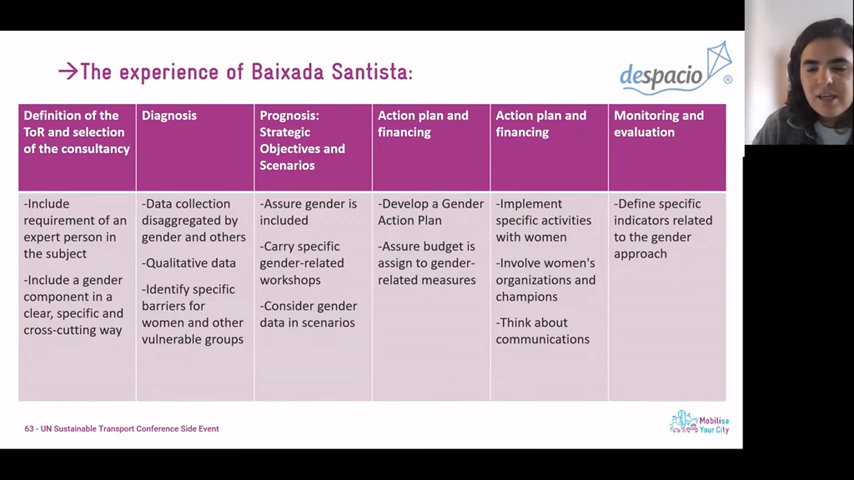 →The experience of Baixada Santista:
despacio®
Definition of the
ToR and selection
of the consultancy
Diagnosis
Prognosis:
Strategic
Objectives and
Scenarios
Action plan and
financing
Action plan and
financing
Monitoring and
evaluation
-Include
requirement of an
expert person in
the subject
-Include a gender
component in a
clear, specific and
cross-cutting way
-Data collection
disaggregated by
gender and others
-Qualitative data
-Identify specific
barriers for
women and other
vulnerable groups
-Assure gender is
included
-Carry specific
gender-related
workshops
-Consider gender
data in scenarios
-Develop a Gender
Action Plan
-Assure budget is
assign to gender-
related measures
-Implement
specific activities
with women
-Involve women's
organizations and
champions
-Think about
communications
-Define specific
indicators related
to the gender
approach
63 - UN Sustainable Transport Conference Side Event
Mobilise
Your City